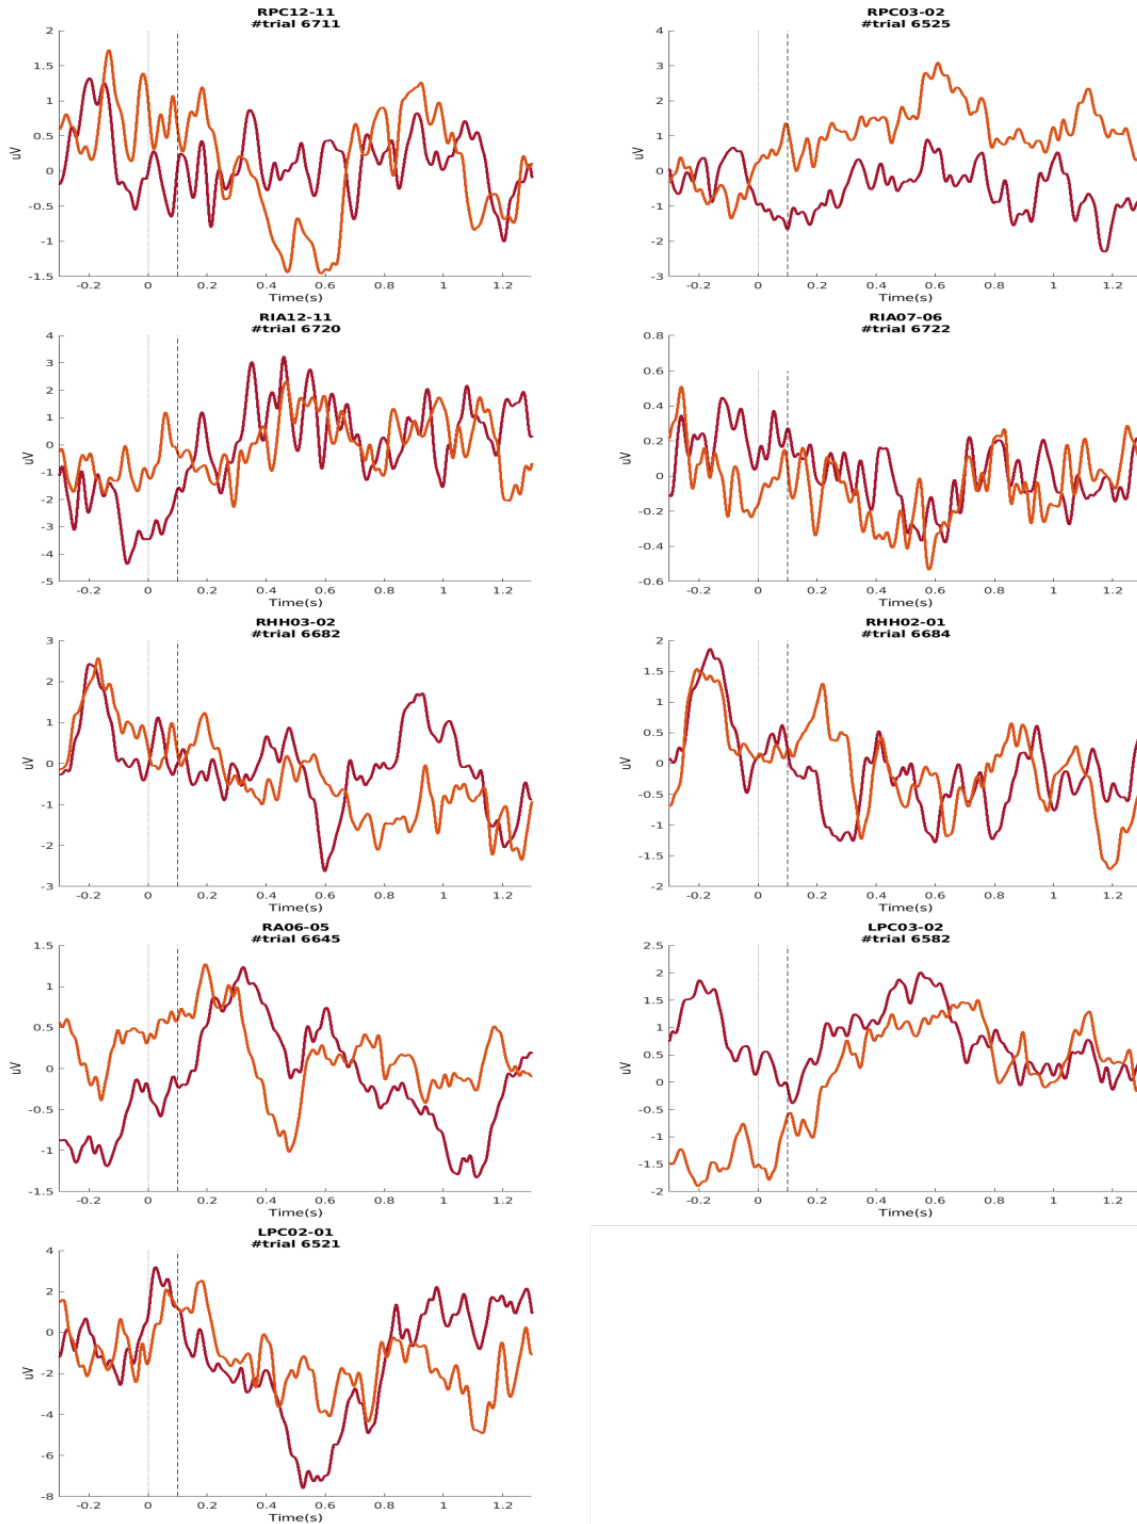 RPC12-11
#trial 6711
2
1.5
1
0.5
0
-0.5
-1
-1.5
uV
-0.2 0 0.2 0.4 0.6 0.8 1 1.2
Time(s)
RPC03-02
#trial 6525
4
3
2
1
0
-1
-2
-3
uV
-0.2 0 0.2 0.4 0.6 0.8 1 1.2
Time(s)
RIA12-11
#trial 6720
4
3
2
1
0
-1
-2
-3
-4
-5
uV
-0.2 0 0.2 0.4 0.6 0.8 1 1.2
Time(s)
RIA07-06
#trial 6722
0.8
0.6
0.4
0.2
0
-0.2
-0.4
-0.6
uV
-0.2 0 0.2 0.4 0.6 0.8 1 1.2
Time(s)
RHH03-02
#trial 6682
3
2
1
0
-1
-2
-3
uV
-0.2 0 0.2 0.4 0.6 0.8 1 1.2
Time(s)
RHH02-01
#trial 6684
2
1.5
1
0.5
0
-0.5
-1
-1.5
-2
uV
-0.2 0 0.2 0.4 0.6 0.8 1 1.2
Time(s)
RA06-05
#trial 6645
1.5
1
0.5
0
-0.5
-1
-1.5
uV
-0.2 0 0.2 0.4 0.6 0.8 1 1.2
Time(s)
LPC03-02
#trial 6582
2.5
2
1.5
1
0.5
0
-0.5
-1
-1.5
-2
uV
-0.2 0 0.2 0.4 0.6 0.8 1 1.2
Time(s)
LPC02-01
#trial 6521
4
2
0
-2
-4
-6
-8
uV
-0.2 0 0.2 0.4 0.6 0.8 1 1.2
Time(s)